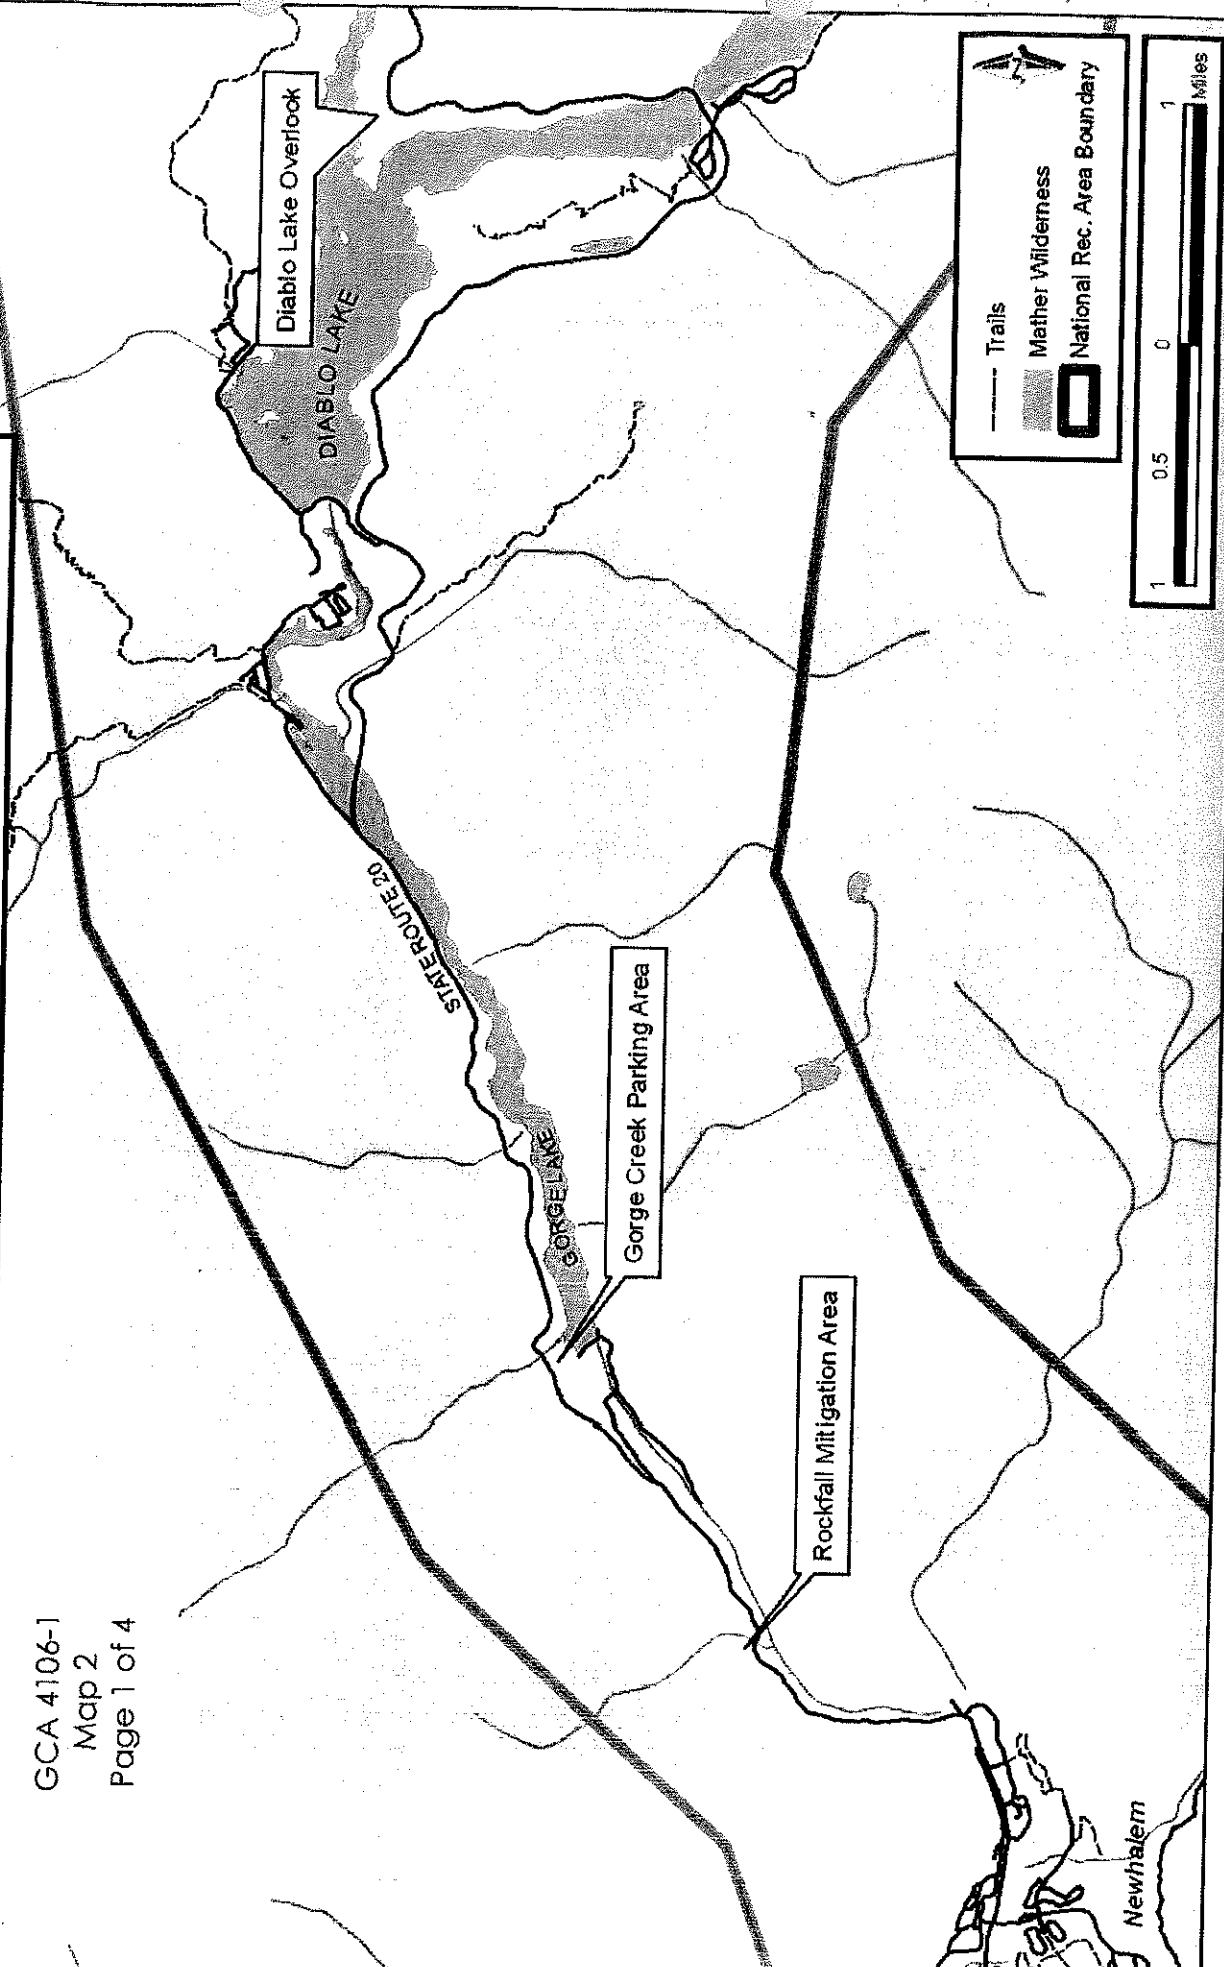 GCA 4106-1
Map 2
Page 1 of 4
Diablo Lake Overlook
DIABLO LAKE
STATE ROUTE 20
GORGE LAKE
Gorge Creek Parking Area
Rockfall Mitigation Area
Newhalem
N
Trails
Mather Wilderness
National Rec. Area Boundary
1 0.5 0 1
Miles